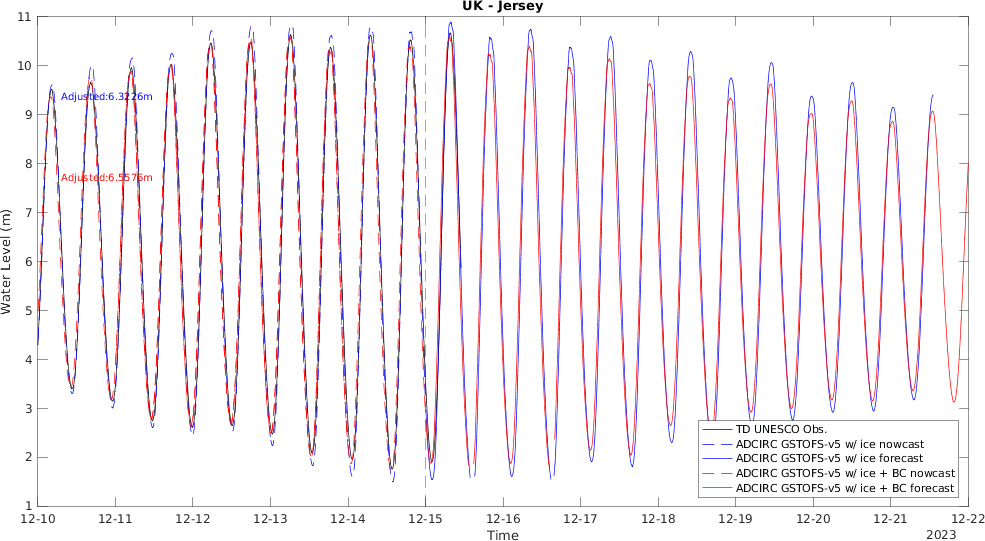 UK - Jersey
11
10
9
8
7
6
5
4
3
2
1
Water Level (m)
Adjusted:6.3226m
Adjusted:6.5576m
TD UNESCO Obs.
ADCIRC GSTOFS-v5 w/ ice nowcast
ADCIRC GSTOFS-v5 w/ ice forecast
ADCIRC GSTOFS-v5 w/ ice + BC nowcast
ADCIRC GSTOFS-v5 w/ ice + BC forecast
12-10 12-11 12-12 12-13 12-14 12-15 12-16 12-17 12-18 12-19 12-20 12-21 12-22
Time
2023